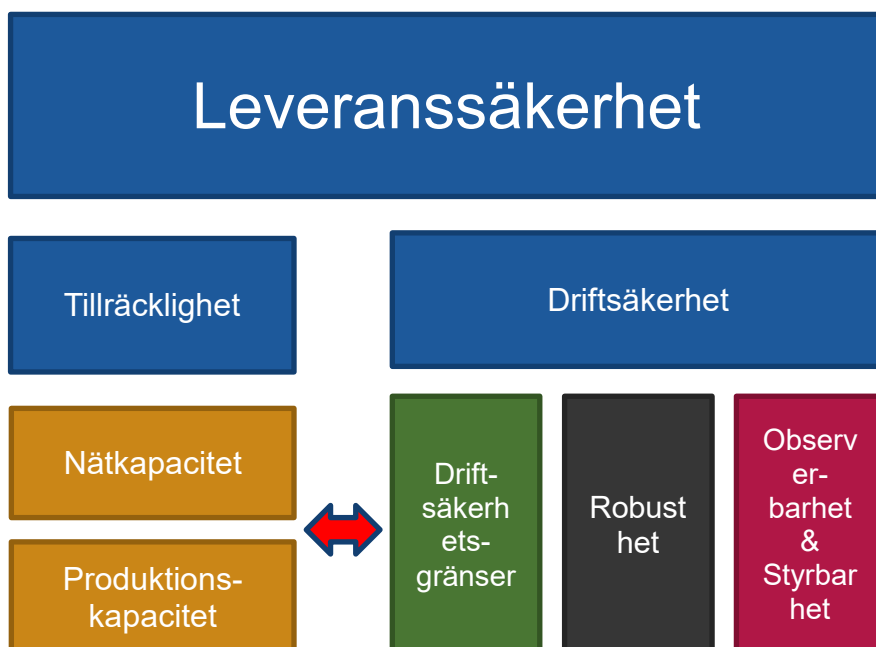 Leveranssäkerhet
Tillräcklighet
Driftsäkerhet
Nätkapacitet
Produktions-
kapacitet
Drift-
säkerh
ets-
gränser
Robust
het
Observ
er-
barhet
&
Styrbar
het